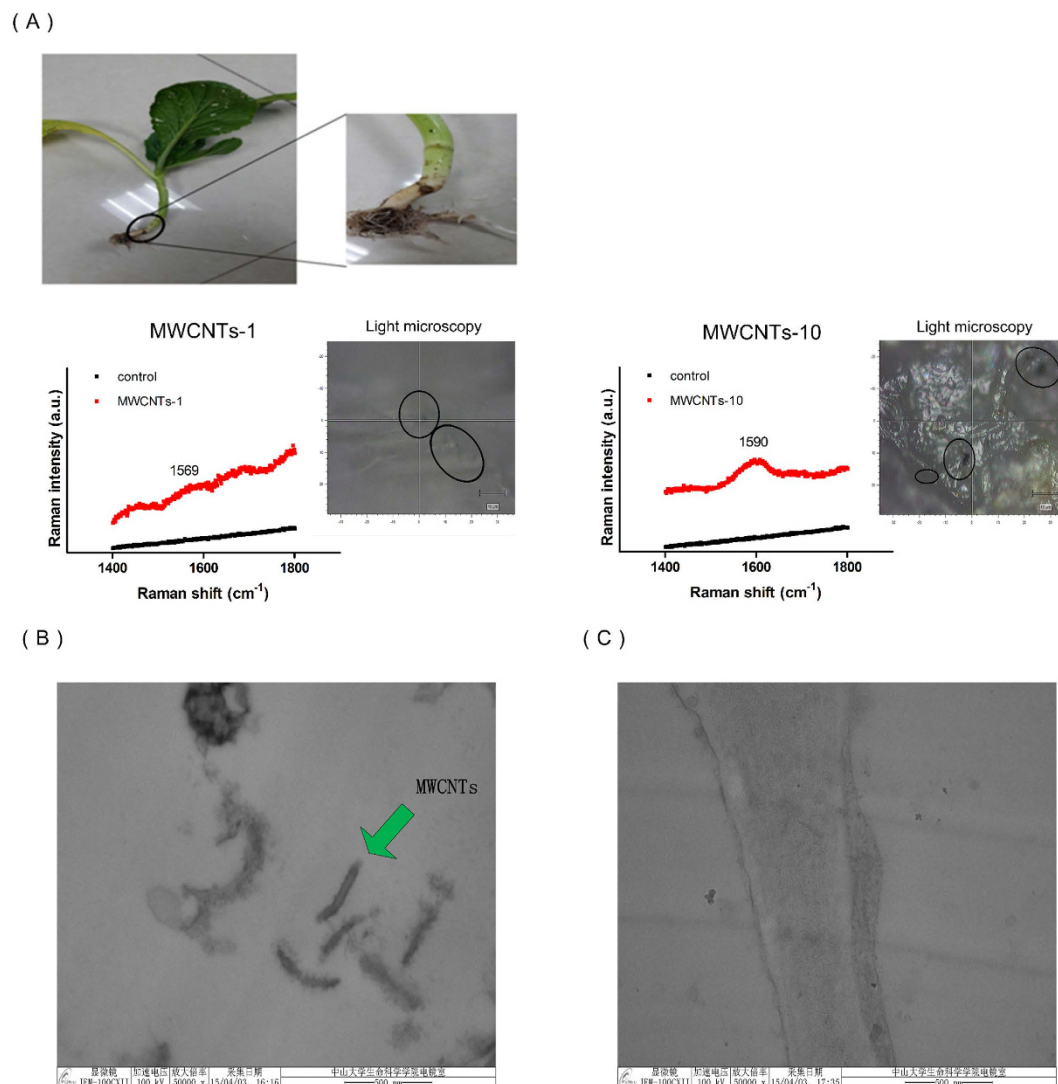 ( A )
MWCNTs-1
Light microscopy
control
MWCNTs-1
1569
Raman intensity (a.u.)
1400
1600
1800
Raman shift (cm⁻¹)
MWCNTs-10
Light microscopy
control
MWCNTs-10
1590
Raman intensity (a.u.)
1400
1600
1800
Raman shift (cm⁻¹)
( B )
MWCNTs
显微镜 加速电压 放大倍率 采集日期 中山大学生命科学学院电镜室
JEM-100CXII 100 kV 50000 x 15/04/03, 16:16 500 nm
( C )
显微镜 加速电压 放大倍率 采集日期 中山大学生命科学学院电镜室
JEM-100CXII 100 kV 50000 x 15/04/03, 17:35 500 nm